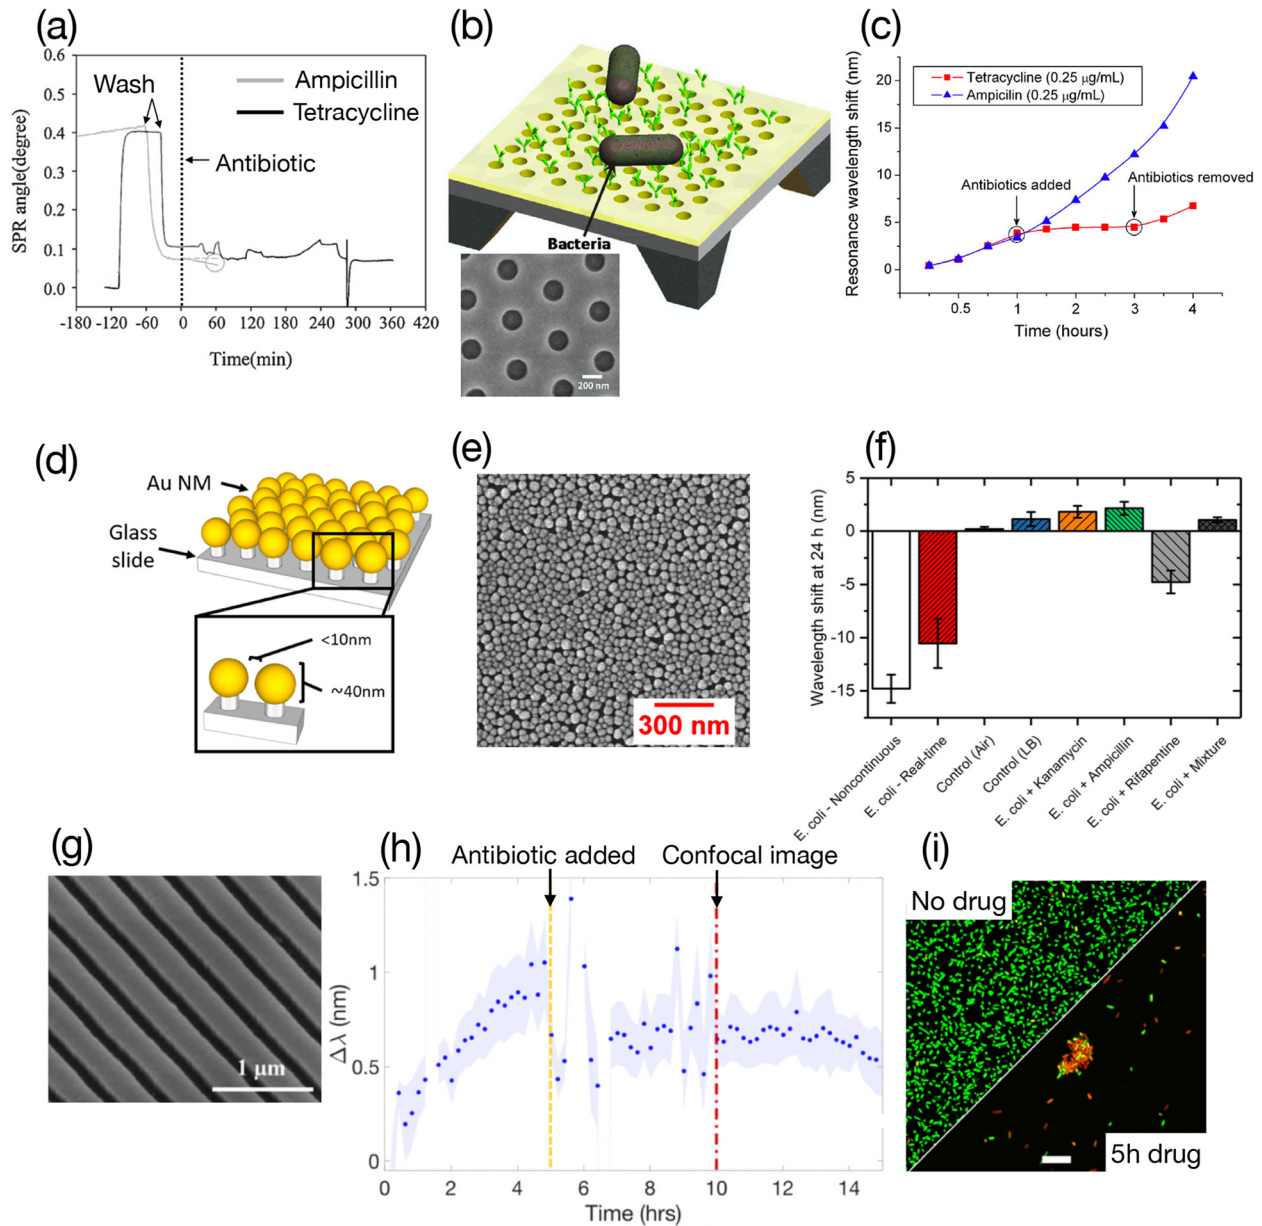 (a)
0.6
0.5
0.4
0.3
0.2
0.1
0.0
SPR angle(degree)
Wash
Ampicillin
Tetracycline
Antibiotic
-180 -120 -60 0 60 120 180 240 300 360 420
Time(min)
(b)
Bacteria
200 nm
(c)
Resonance wavelength shift (nm)
20
15
10
5
0
Tetracycline (0.25 µg/mL)
Ampicilin (0.25 µg/mL)
Antibiotics added
Antibiotics removed
0.5 1 2 3 4
Time (hours)
(d)
Au NM
Glass
slide
<10nm
~40nm
(e)
300 nm
(f)
Wavelength shift at 24 h (nm)
5
0
-5
-10
-15
E. coli - Noncontinuous
E. coli - Real-time
Control (Air)
Control (LB)
E. coli + Kanamycin
E. coli + Ampicillin
E. coli + Rifapentine
E. coli + Mixture
(g)
1 µm
(h)
Antibiotic added
Confocal image
1.5
1
0.5
0
Δλ (nm)
0 2 4 6 8 10 12 14
Time (hrs)
(i)
No drug
5h drug